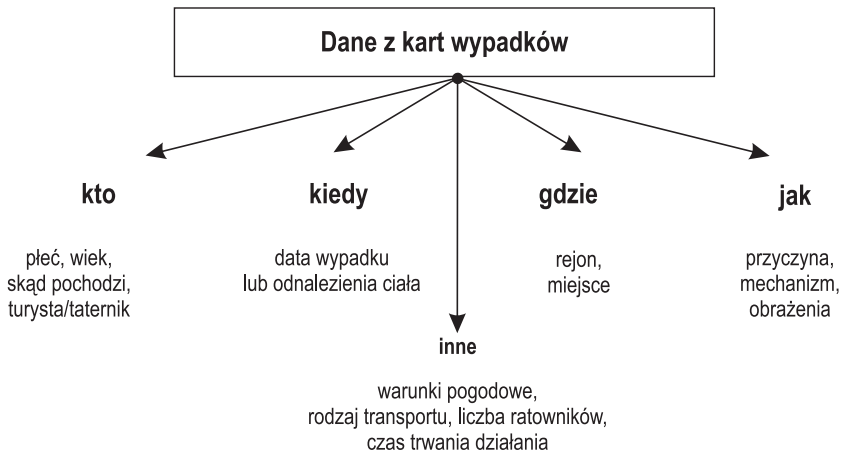 Dane z kart wypadków
kto
płeć, wiek,
skąd pochodzi,
turysta/taternik
kiedy
data wypadku
lub odnalezienia ciała
gdzie
rejon,
miejsce
jak
przyczyna,
mechanizm,
obrażenia
inne
warunki pogodowe,
rodzaj transportu, liczba ratowników,
czas trwania działania